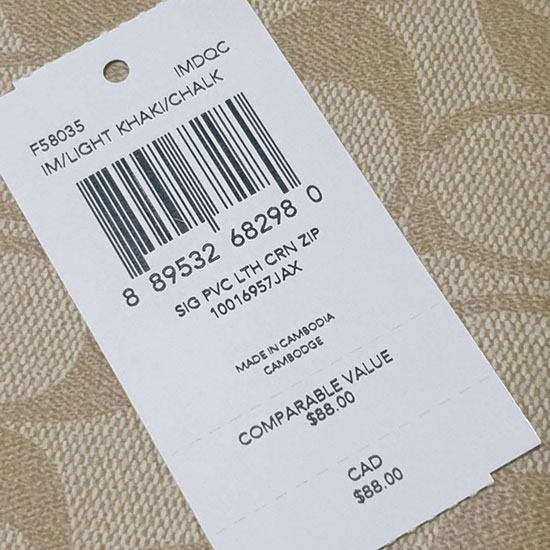 F58035 IMDQC
IM/LIGHT KHAKI/CHALK
8 89532 68298 0
SIG PVC LTH CRN ZIP
10016957JAX
MADE IN CAMBODIA
CAMBODGE
COMPARABLE VALUE
$88.00
CAD
$88.00